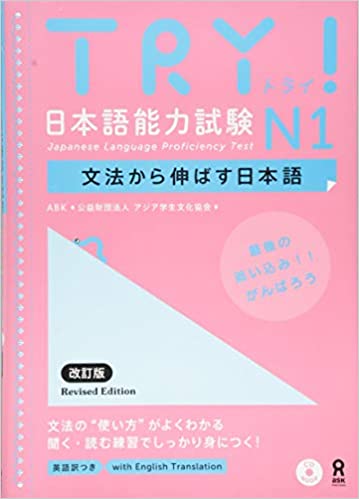 TRY!
トライ
日本語能力試験 N1
Japanese Language Proficiency Test
文法から伸ばす日本語
ABK ● 公益財団法人 アジア学生文化協会 ●
最後の
追い込み!!
がんばろう
改訂版
Revised Edition
文法の“使い方”がよくわかる
聞く・読む練習でしっかり身につく!
英語訳つき with English Translation
CD BOOK
ask